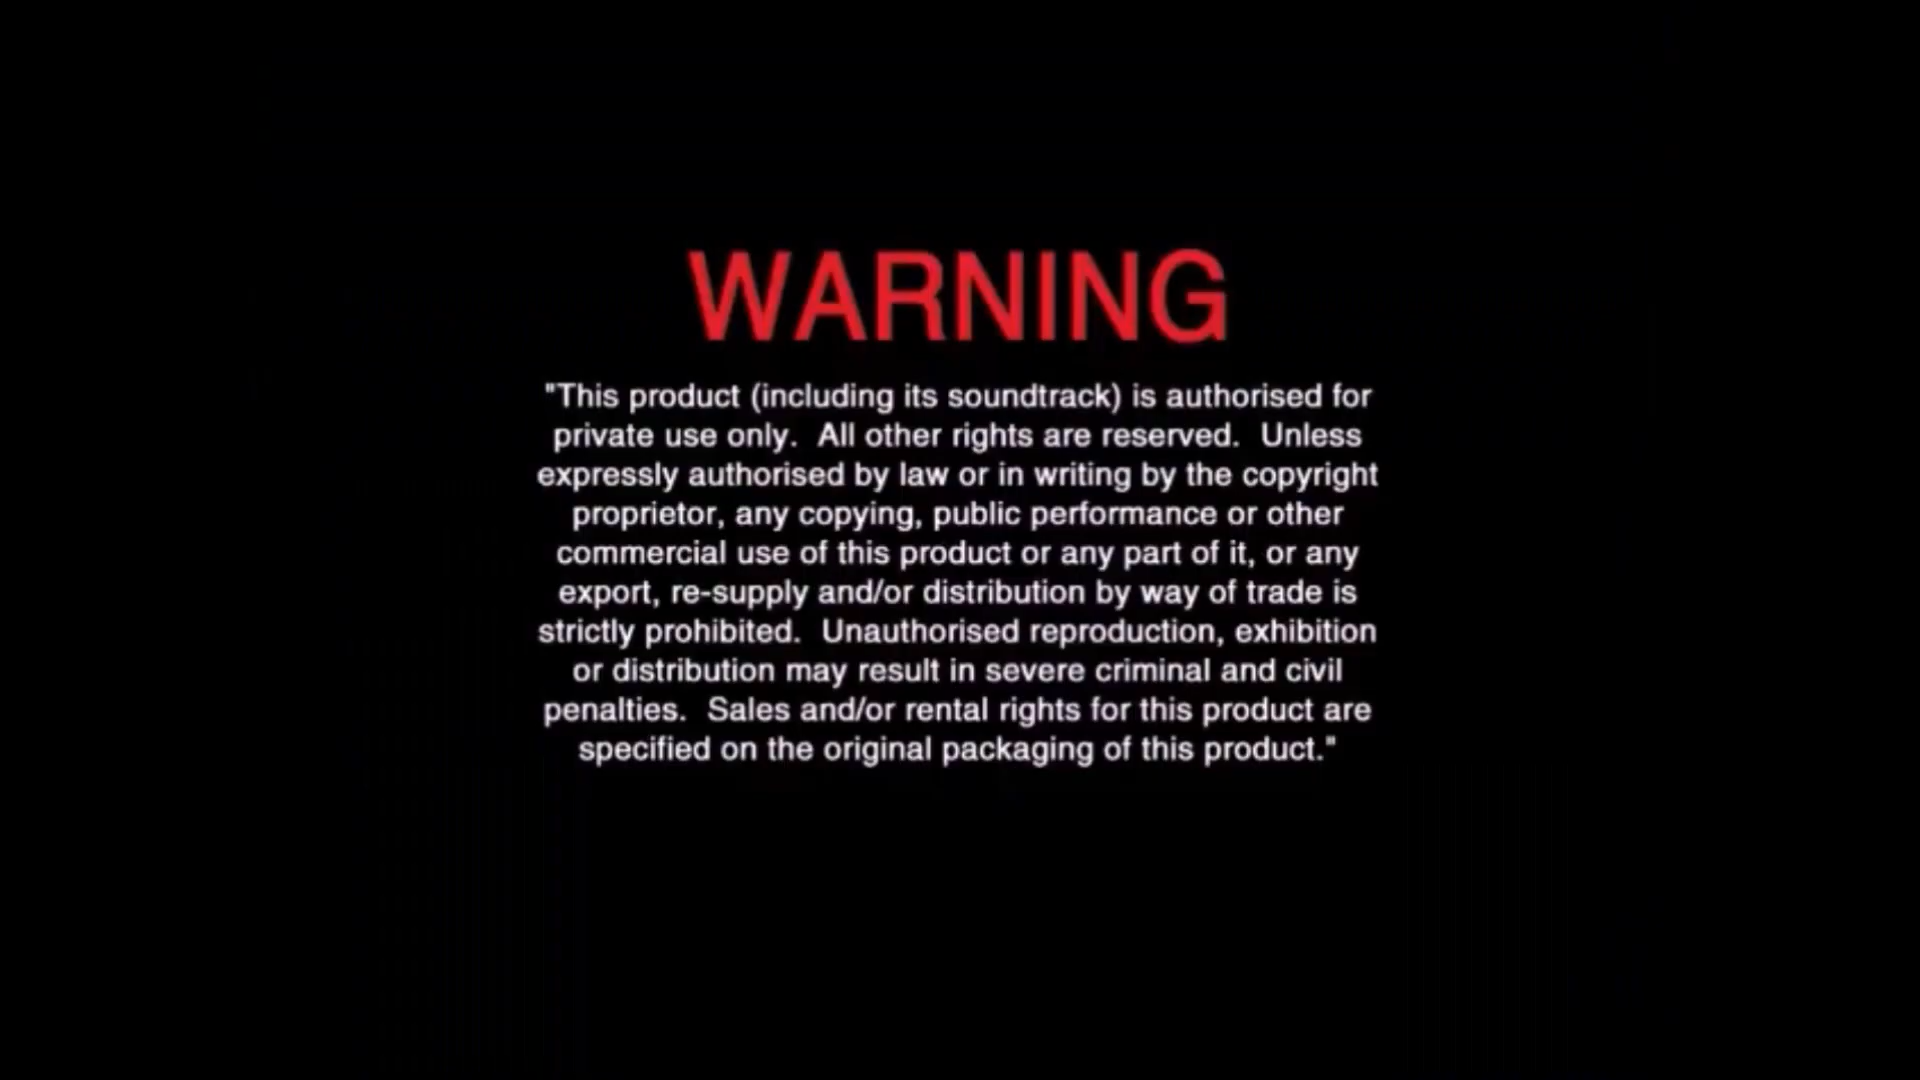 WARNING
"This product (including its soundtrack) is authorised for
private use only.  All other rights are reserved.  Unless
expressly authorised by law or in writing by the copyright
proprietor, any copying, public performance or other
commercial use of this product or any part of it, or any
export, re-supply and/or distribution by way of trade is
strictly prohibited.  Unauthorised reproduction, exhibition
or distribution may result in severe criminal and civil
penalties.  Sales and/or rental rights for this product are
specified on the original packaging of this product."